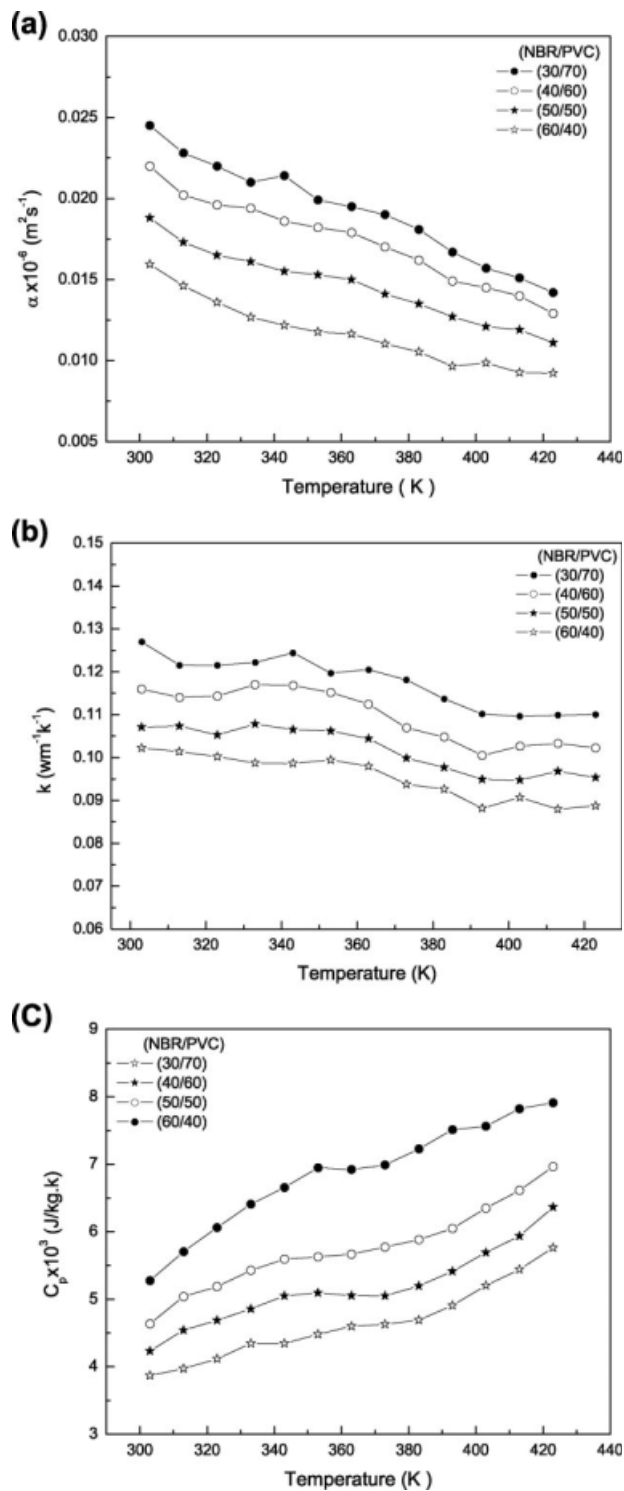 (a)
0.030
0.025
0.020
0.015
0.010
0.005
α x10⁻⁶ (m²s⁻¹)
(NBR/PVC)
(30/70)
(40/60)
(50/50)
(60/40)
300 320 340 360 380 400 420 440
Temperature ( K )
(b)
0.15
0.14
0.13
0.12
0.11
0.10
0.09
0.08
0.07
0.06
k (wm⁻¹k⁻¹)
(NBR/PVC)
(30/70)
(40/60)
(50/50)
(60/40)
300 320 340 360 380 400 420
Temperature (K)
(C)
9
8
7
6
5
4
3
Cₚx10³ (J/kg.k)
(NBR/PVC)
(30/70)
(40/60)
(50/50)
(60/40)
300 320 340 360 380 400 420 440
Temperature (K )